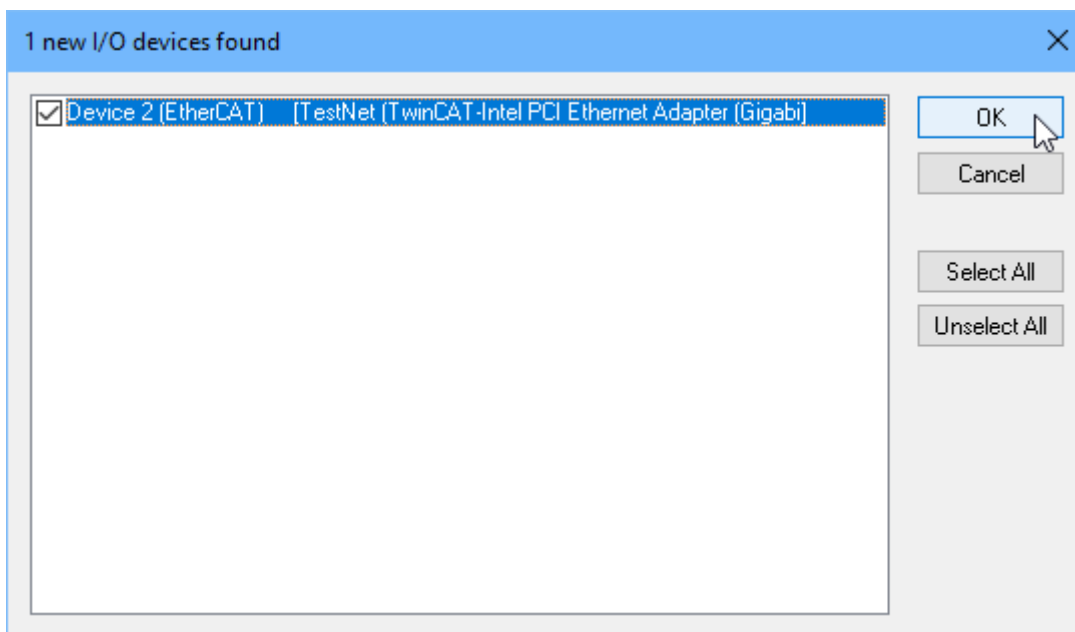 1 new I/O devices found
Device 2 (EtherCAT) [TestNet (TwinCAT-Intel PCI Ethernet Adapter (Gigabi]
OK
Cancel
Select All
Unselect All